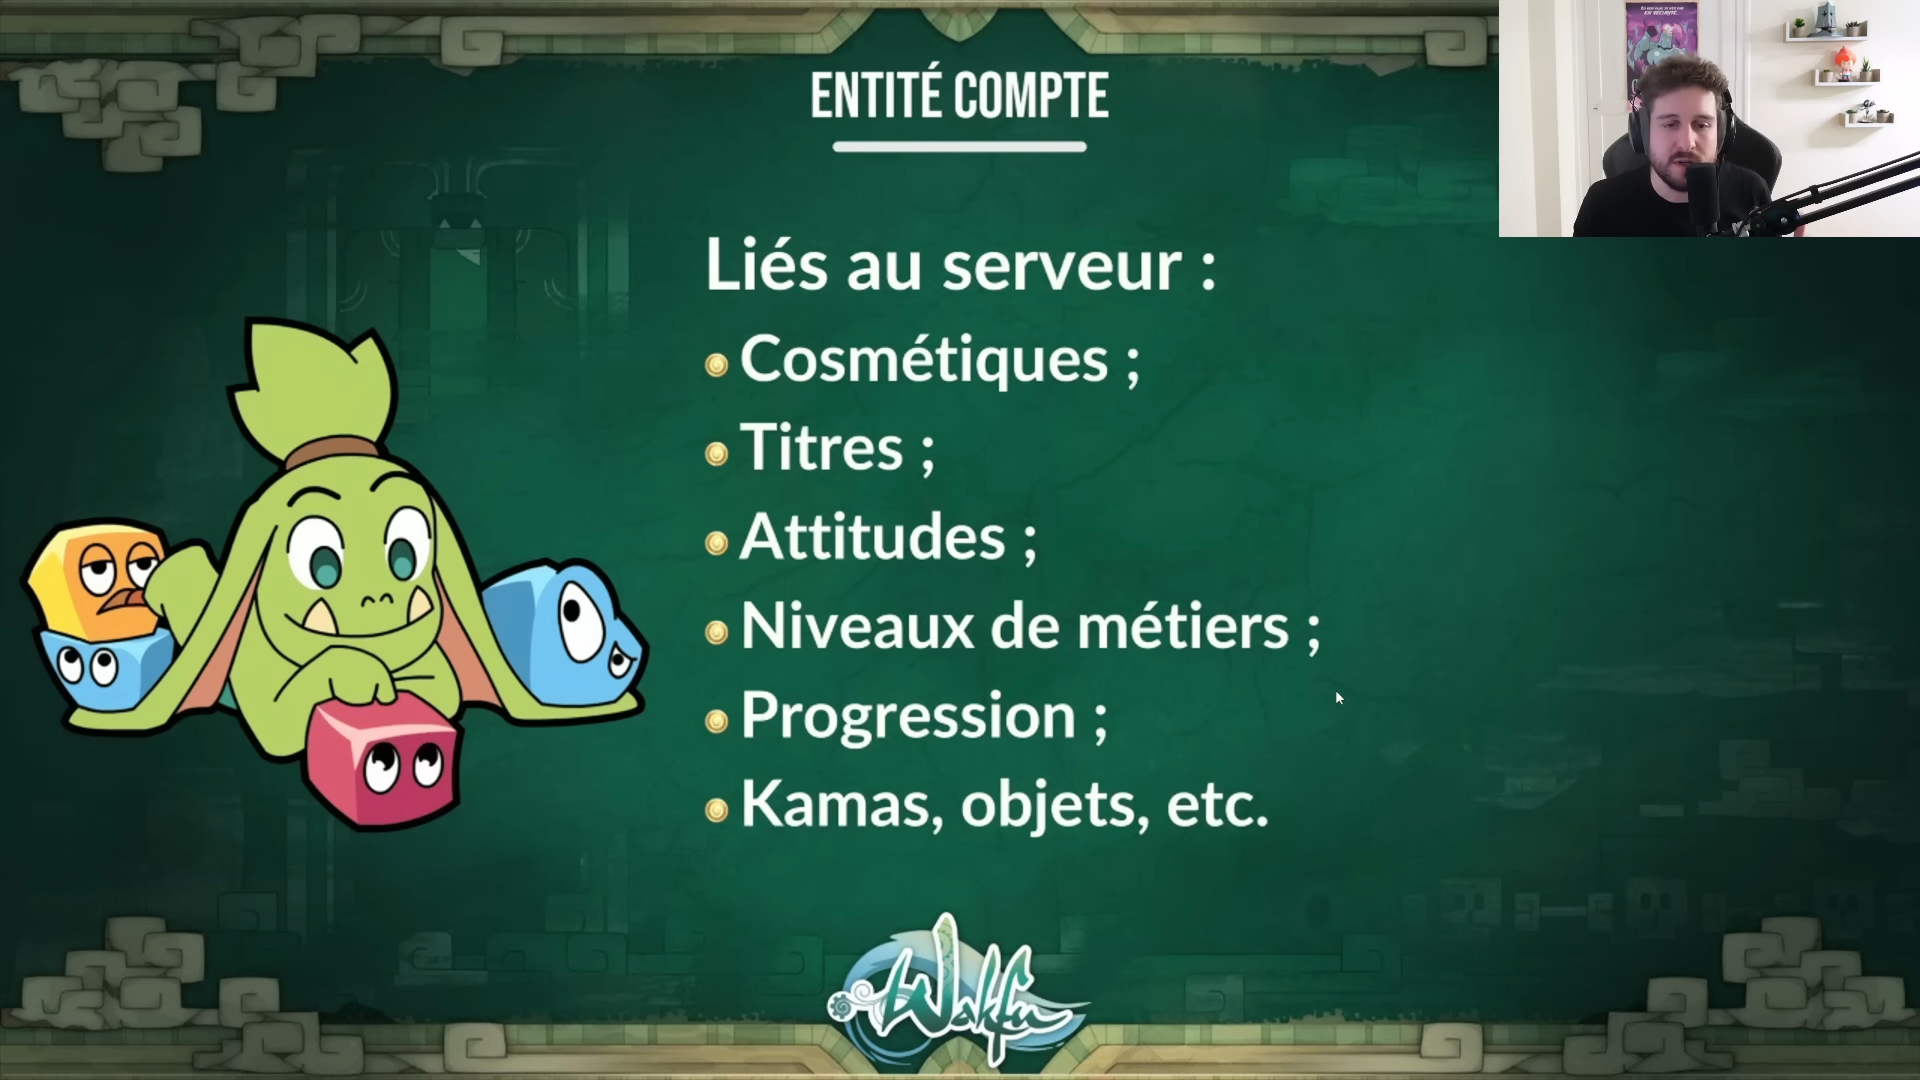 ENTITÉ COMPTE
Liés au serveur :
Cosmétiques ;
Titres ;
Attitudes ;
Niveaux de métiers ;
Progression ;
Kamas, objets, etc.
Wakfu